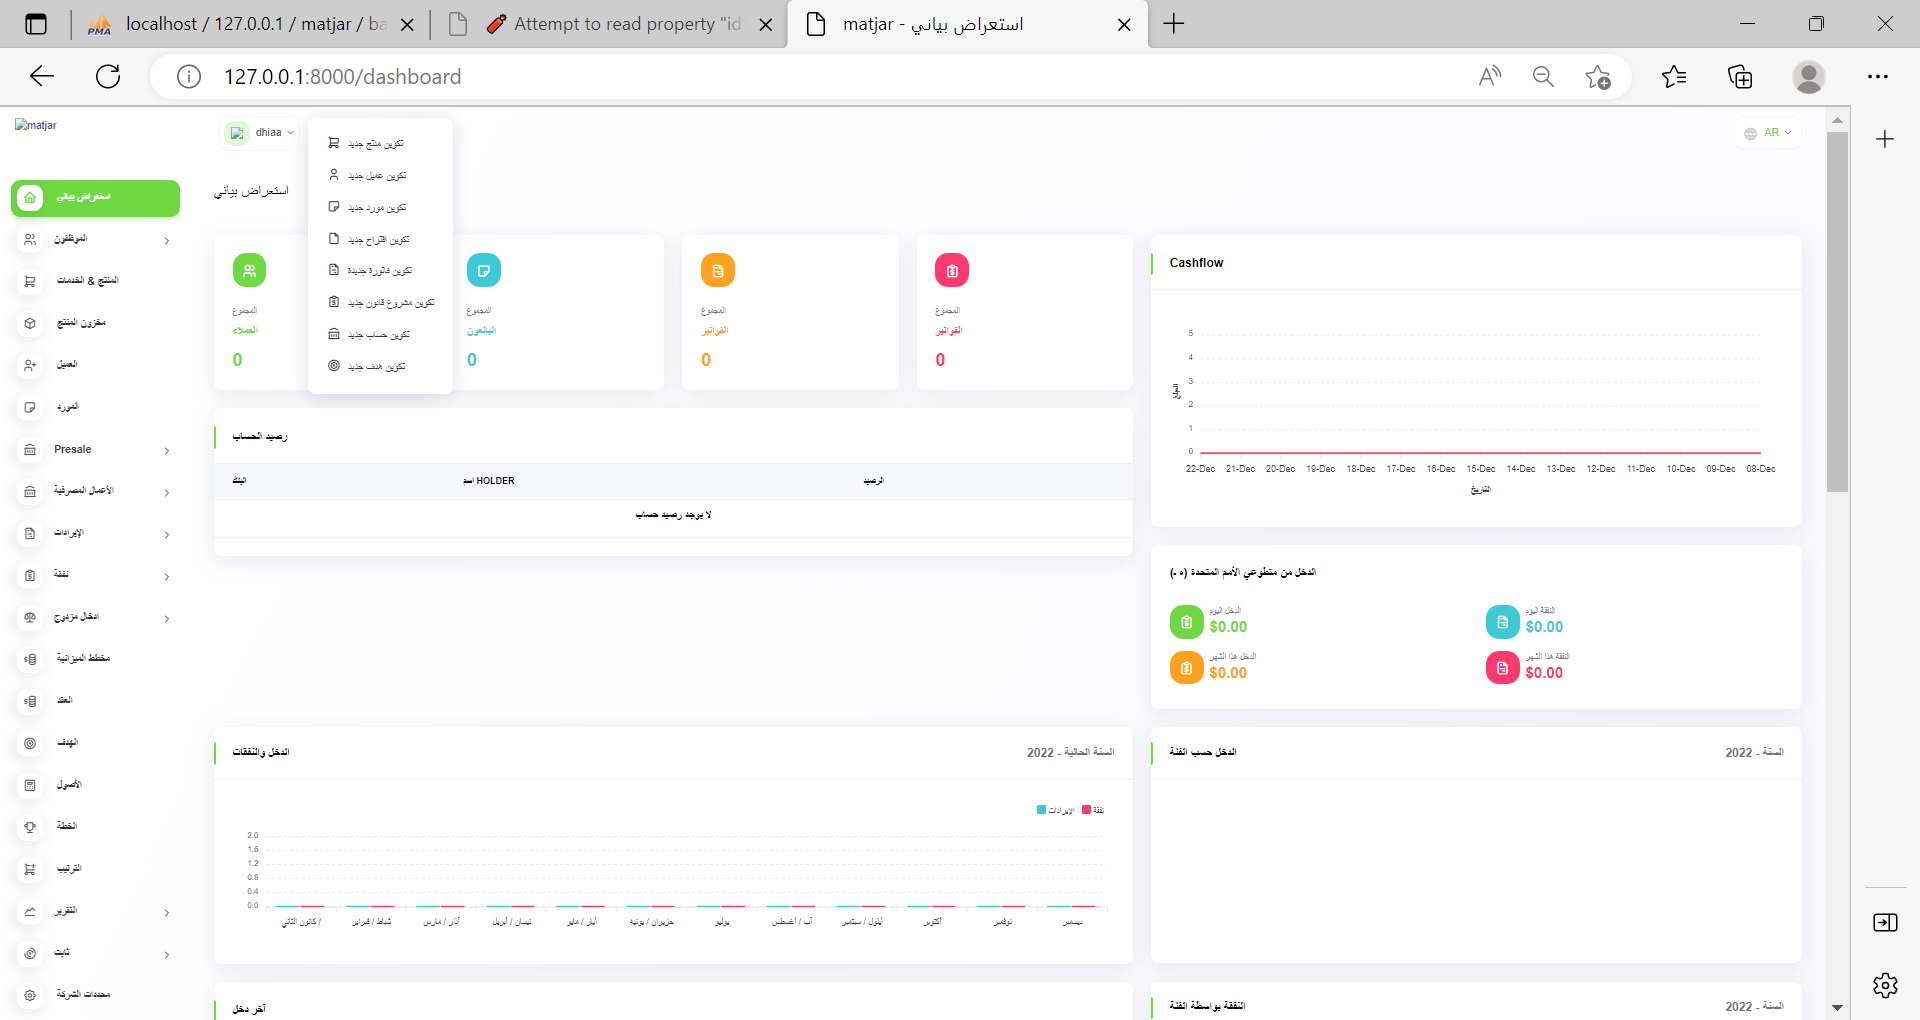 localhost / 127.0.0.1 / matjar / ba
Attempt to read property "id"
matjar - استعراض بياني
127.0.0.1:8000/dashboard
matjar
dhiaa
AR
استعراض بياني
الموظفون
المنتج & الخدمات
مخزون المنتج
العميل
المورد
Presale
الأعمال المصرفية
الإيرادات
نفقة
ادخال مزدوج
مخطط الميزانية
العقد
الهدف
الأصول
الخطة
الترتيب
التقرير
ثابت
محددات الشركة
تكوين منتج جديد
تكوين عميل جديد
تكوين مورد جديد
تكوين اقتراح جديد
تكوين فاتورة جديدة
تكوين مشروع قانون جديد
تكوين حساب جديد
تكوين هدف جديد
استعراض بياني
المجموع
العملاء
0
المجموع
البائعون
0
المجموع
الفواتير
0
المجموع
الفواتير
0
Cashflow
5
4
3
2
1
0
المبلغ
22-Dec 21-Dec 20-Dec 19-Dec 18-Dec 17-Dec 16-Dec 15-Dec 14-Dec 13-Dec 12-Dec 11-Dec 10-Dec 09-Dec 08-Dec
التاريخ
رصيد الحساب
البنك
اسم HOLDER
الرصيد
لا يوجد رصيد حساب
الدخل من متطوعي الأمم المتحدة (ه .)
الدخل اليوم
$0.00
النفقة اليوم
$0.00
الدخل هذا الشهر
$0.00
النفقة هذا الشهر
$0.00
الدخل والنفقات
السنة الحالية - 2022
الإيرادات
نفقة
2.0
1.6
1.2
0.8
0.4
0.0
/ كانون الثاني
شباط / فبراير
آذار / مارس
نيسان / أبريل
أيار / مايو
حزيران / يونيه
يوليو
آب / أغسطس
أيلول / سبتمبر
أكتوبر
نوفمبر
ديسمبر
الدخل حسب الفئة
السنة - 2022
آخر دخل
النفقة بواسطة الفئة
السنة - 2022